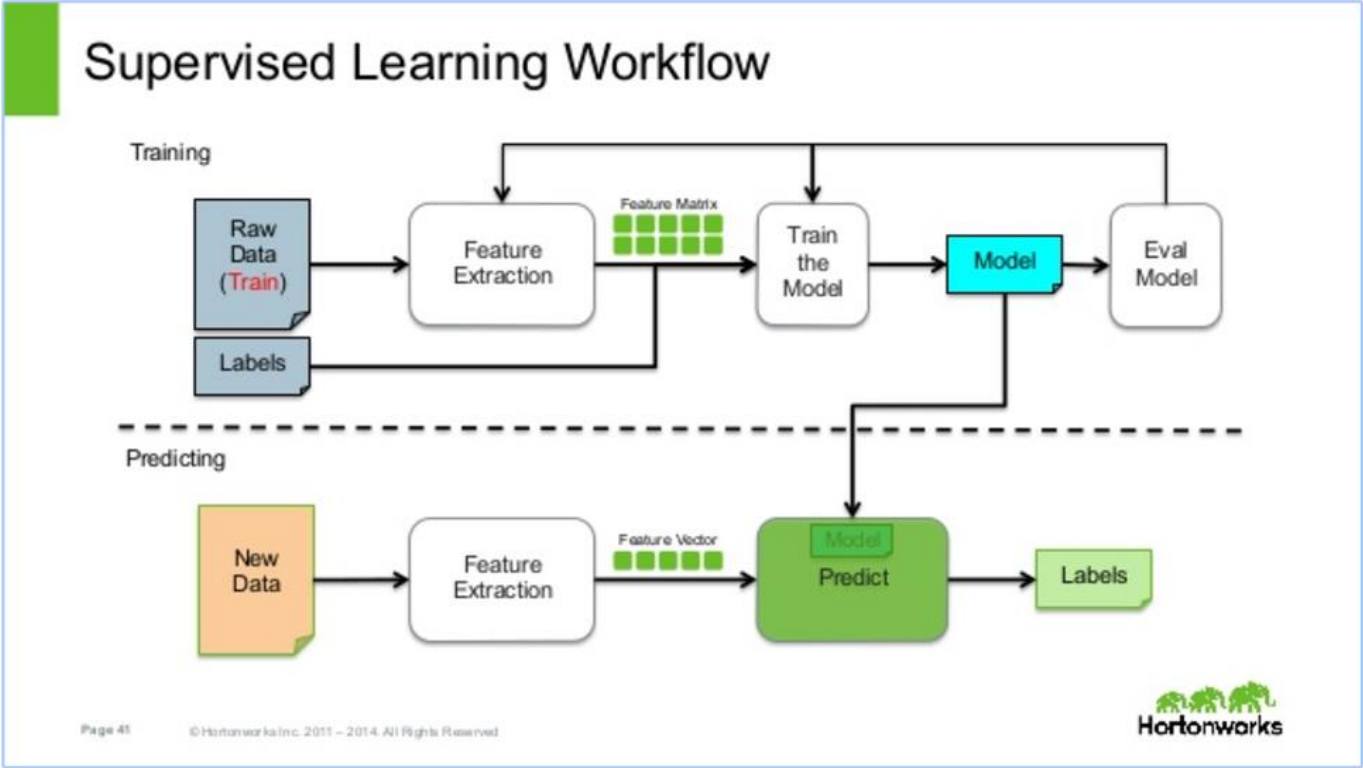 Supervised Learning Workflow
Training
Raw
Data
(Train)
Labels
Feature
Extraction
Feature Matrix
Train
the
Model
Model
Eval
Model
Predicting
New
Data
Feature
Extraction
Feature Vector
Model
Predict
Labels
Page 41
© Hortonworks Inc. 2011 – 2014. All Rights Reserved
Hortonworks